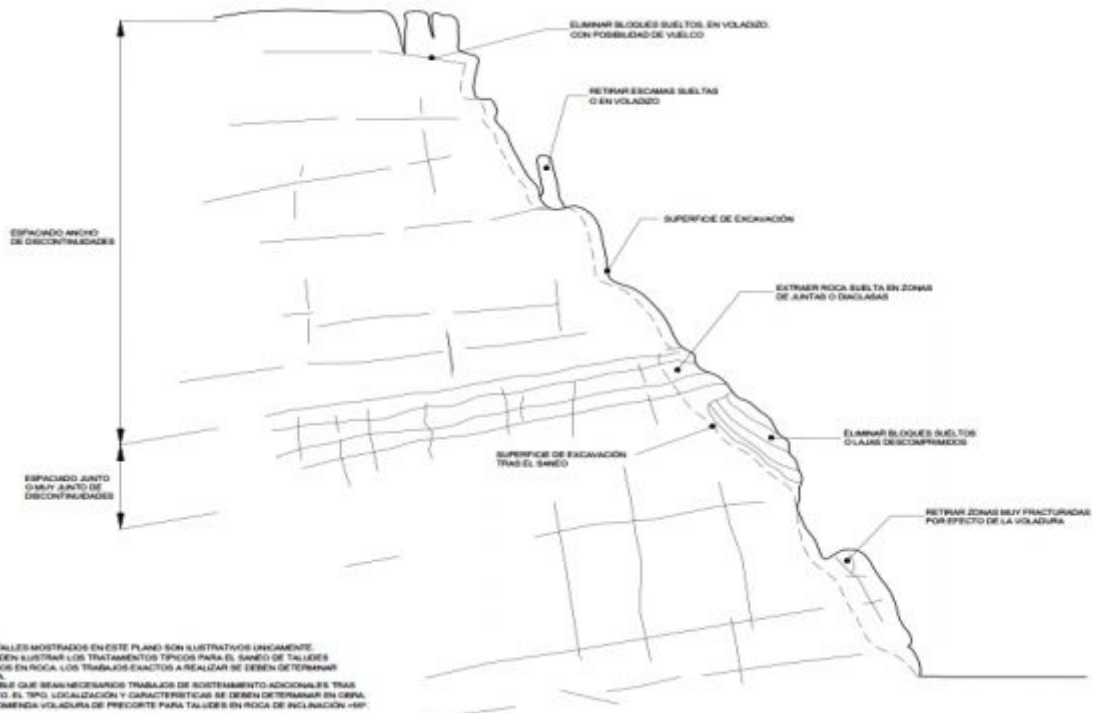 ELIMINAR BLOQUES SUELTOS, EN VOLADIZO,
CON POSIBILIDAD DE VUELCO
RETIRAR ESCAMAS SUELTAS
O EN VOLADIZO
SUPERFICIE DE EXCAVACIÓN
ESPACIADO ANCHO
DE DISCONTINUIDADES
EXTRAER ROCA SUELTA EN ZONAS
DE JUNTAS O DIACLASAS
ELIMINAR BLOQUES SUELTOS
O LAJAS DESCOMPRIMIDOS
SUPERFICIE DE EXCAVACIÓN
TRAS EL SANEO
ESPACIADO JUNTO
O MUY JUNTO DE
DISCONTINUIDADES
RETIRAR ZONAS MUY FRACTURADAS
POR EFECTO DE LA VOLADURA
ALLES MOSTRADOS EN ESTE PLANO SON ILUSTRATIVOS ÚNICAMENTE.
DEN ILUSTRAR LOS TRATAMIENTOS TÍPICOS PARA EL SANEO DE TALUDES
OS EN ROCA. LOS TRABAJOS EXACTOS A REALIZAR SE DEBEN DETERMINAR
A.
BLE QUE SEAN NECESARIOS TRABAJOS DE SOSTENIMIENTO ADICIONALES TRAS
O. EL TIPO, LOCALIZACIÓN Y CARACTERÍSTICAS SE DEBEN DETERMINAR EN OBRA.
OMIENDA VOLADURA DE PRECORTE PARA TALUDES EN ROCA DE INCLINACIÓN